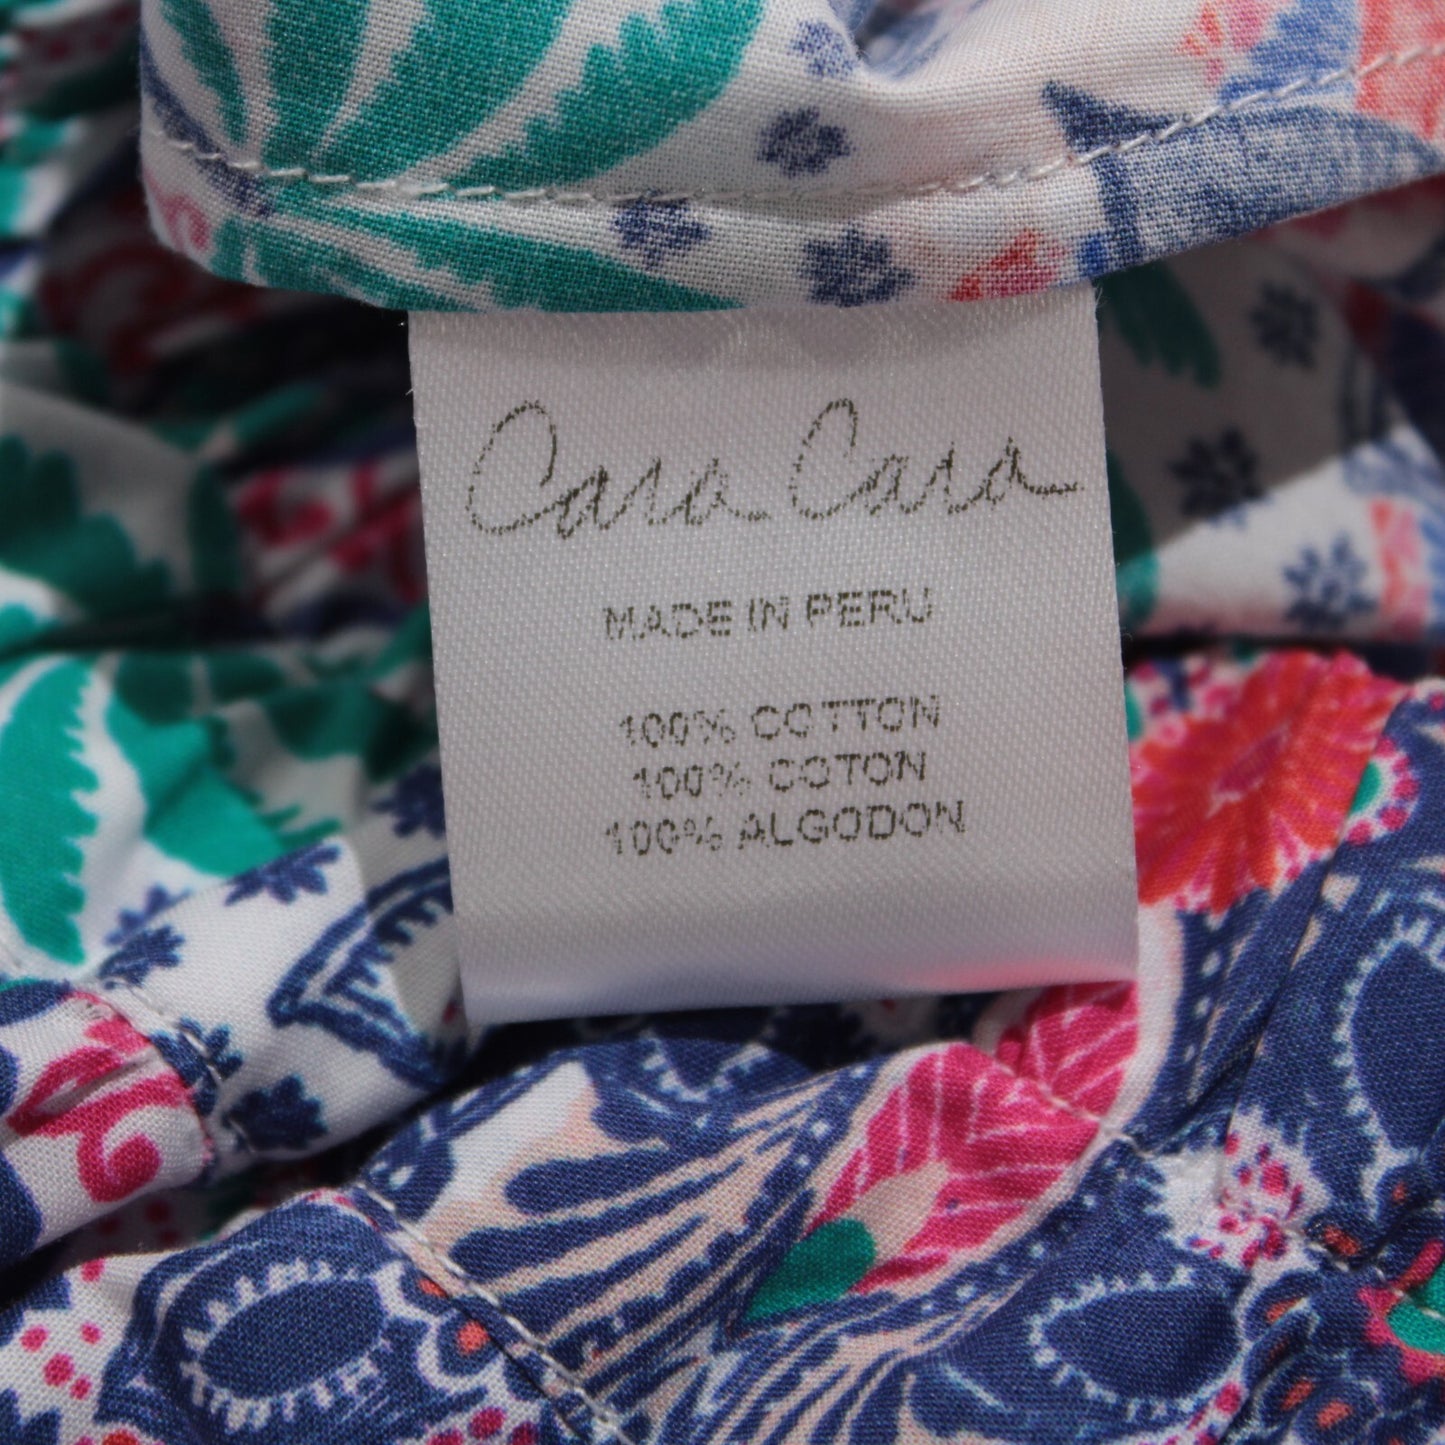 Cara Cara
MADE IN PERU
100% COTTON
100% COTON
100% ALGODON